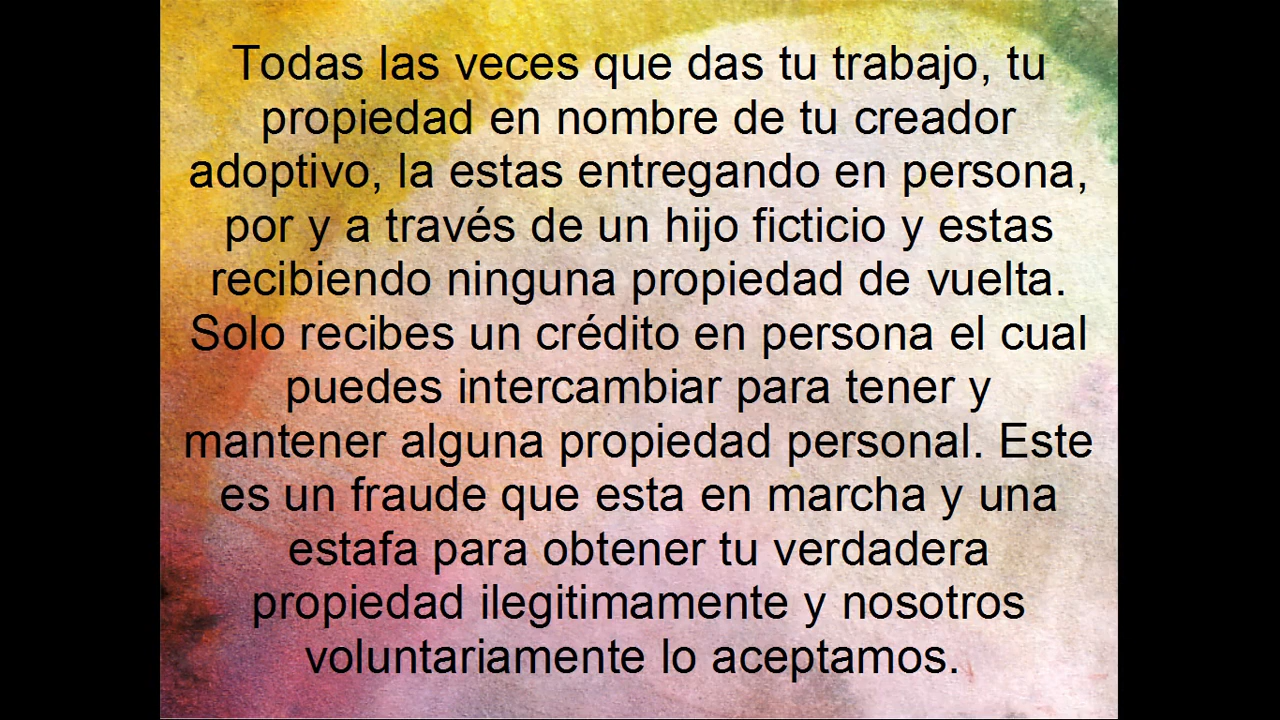 Todas las veces que das tu trabajo, tu
propiedad en nombre de tu creador
adoptivo, la estas entregando en persona,
por y a través de un hijo ficticio y estas
recibiendo ninguna propiedad de vuelta.
Solo recibes un crédito en persona el cual
puedes intercambiar para tener y
mantener alguna propiedad personal. Este
es un fraude que esta en marcha y una
estafa para obtener tu verdadera
propiedad ilegitimamente y nosotros
voluntariamente lo aceptamos.